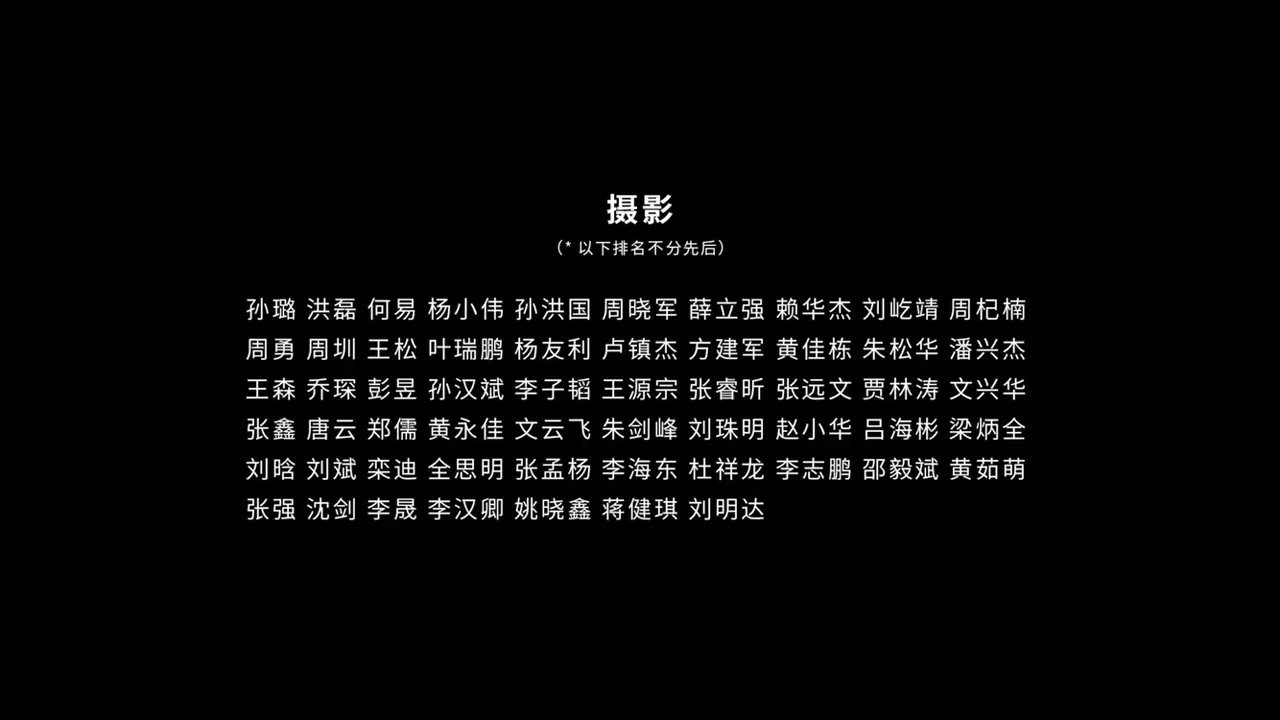 摄影
（* 以下排名不分先后）
孙璐 洪磊 何易 杨小伟 孙洪国 周晓军 薛立强 赖华杰 刘屹靖 周杞楠
周勇 周圳 王松 叶瑞鹏 杨友利 卢镇杰 方建军 黄佳栋 朱松华 潘兴杰
王森 乔琛 彭昱 孙汉斌 李子韬 王源宗 张睿昕 张远文 贾林涛 文兴华
张鑫 唐云 郑儒 黄永佳 文云飞 朱剑峰 刘珠明 赵小华 吕海彬 梁炳全
刘晗 刘斌 栾迪 全思明 张孟杨 李海东 杜祥龙 李志鹏 邵毅斌 黄茹萌
张强 沈剑 李晟 李汉卿 姚晓鑫 蒋健琪 刘明达